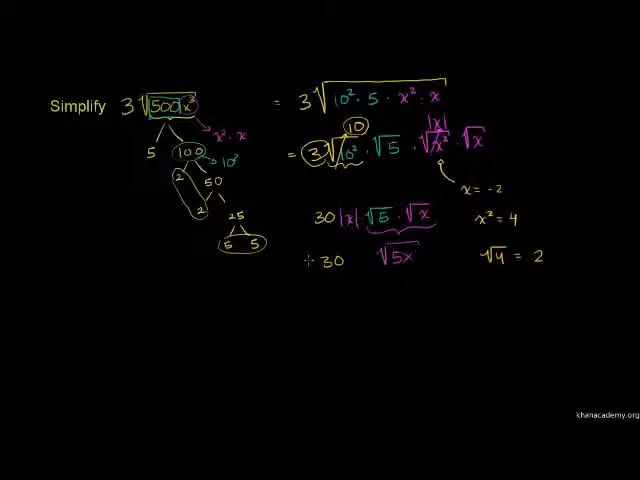 Simplify 3√500x³ = 3√10² · 5 · x² · x
x² · x
10 |x|
= 3√10² · √5 · √x² · √x
5 100 10²
2 50
x = -2
2 25
30 |x| · √5 · √x
x² = 4
5 5
30 √5x
√4 = 2
khanacademy.org